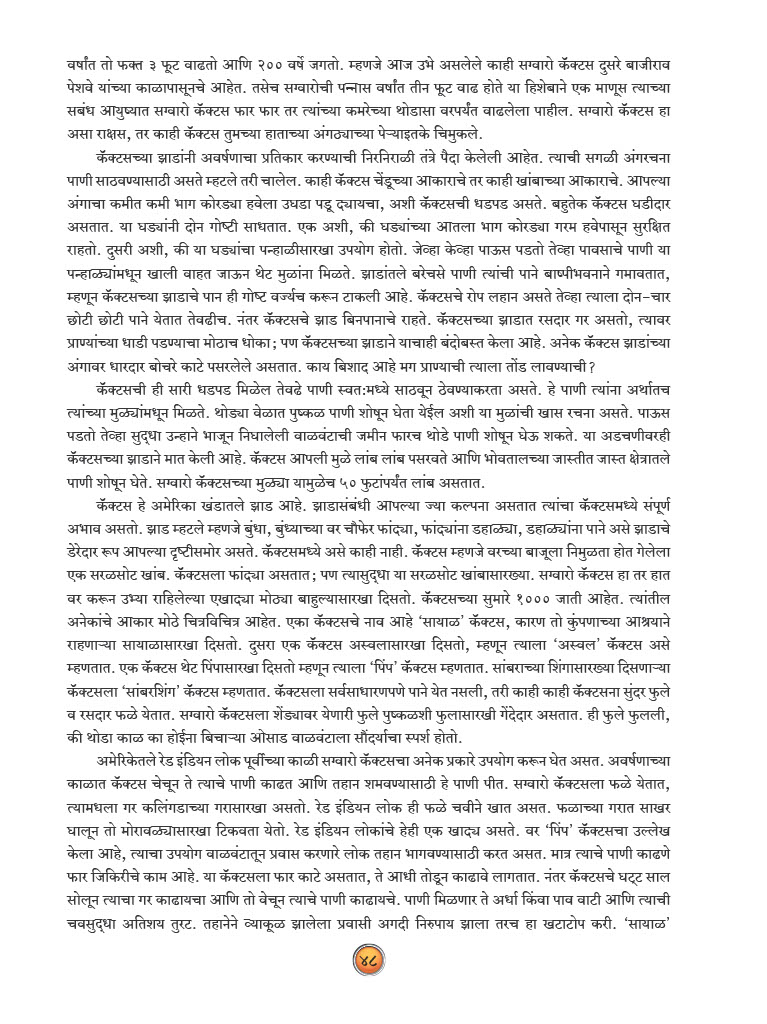 वर्षांत तो फक्त ३ फूट वाढतो आणि २०० वर्षे जगतो. म्हणजे आज उभे असलेले काही सग्वारो कॅक्टस दुसरे बाजीराव
पेशवे यांच्या काळापासूनचे आहेत. तसेच सग्वारोची पन्नास वर्षांत तीन फूट वाढ होते या हिशेबाने एक माणूस त्याच्या
सबंध आयुष्यात सग्वारो कॅक्टस फार फार तर त्यांच्या कमरेच्या थोडासा वरपर्यंत वाढलेला पाहील. सग्वारो कॅक्टस हा
असा राक्षस, तर काही कॅक्टस तुमच्या हाताच्या अंगठ्याच्या पेऱ्याइतके चिमुकले.
कॅक्टसच्या झाडांनी अवर्षणाचा प्रतिकार करण्याची निरनिराळी तंत्रे पैदा केलेली आहेत. त्याची सगळी अंगरचना
पाणी साठवण्यासाठी असते म्हटले तरी चालेल. काही कॅक्टस चेंडूच्या आकाराचे तर काही खांबाच्या आकाराचे. आपल्या
अंगाचा कमीत कमी भाग कोरड्या हवेला उघडा पडू द्यायचा, अशी कॅक्टसची धडपड असते. बहुतेक कॅक्टस घडीदार
असतात. या घड्यांनी दोन गोष्टी साधतात. एक अशी, की घड्यांच्या आतला भाग कोरड्या गरम हवेपासून सुरक्षित
राहतो. दुसरी अशी, की या घड्यांचा पन्हाळीसारखा उपयोग होतो. जेव्हा केव्हा पाऊस पडतो तेव्हा पावसाचे पाणी या
पन्हाळ्यांमधून खाली वाहत जाऊन थेट मुळांना मिळते. झाडांतले बरेचसे पाणी त्यांची पाने बाष्पीभवनाने गमावतात,
म्हणून कॅक्टसच्या झाडाचे पान ही गोष्ट वर्ज्यच करून टाकली आहे. कॅक्टसचे रोप लहान असते तेव्हा त्याला दोन-चार
छोटी छोटी पाने येतात तेवढीच. नंतर कॅक्टसचे झाड बिनपानाचे राहते. कॅक्टसच्या झाडात रसदार गर असतो, त्यावर
प्राण्यांच्या धाडी पडण्याचा मोठाच धोका; पण कॅक्टसच्या झाडाने याचाही बंदोबस्त केला आहे. अनेक कॅक्टस झाडांच्या
अंगावर धारदार बोचरे काटे पसरलेले असतात. काय बिशाद आहे मग प्राण्याची त्याला तोंड लावण्याची?
कॅक्टसची ही सारी धडपड मिळेल तेवढे पाणी स्वत:मध्ये साठवून ठेवण्याकरता असते. हे पाणी त्यांना अर्थातच
त्यांच्या मुळ्यांमधून मिळते. थोड्या वेळात पुष्कळ पाणी शोषून घेता येईल अशी या मुळांची खास रचना असते. पाऊस
पडतो तेव्हा सुद्धा उन्हाने भाजून निघालेली वाळवंटाची जमीन फारच थोडे पाणी शोषून घेऊ शकते. या अडचणीवरही
कॅक्टसच्या झाडाने मात केली आहे. कॅक्टस आपली मुळे लांब लांब पसरवते आणि भोवतालच्या जास्तीत जास्त क्षेत्रातले
पाणी शोषून घेते. सग्वारो कॅक्टसच्या मुळ्या यामुळेच ५० फुटांपर्यंत लांब असतात.
कॅक्टस हे अमेरिका खंडातले झाड आहे. झाडासंबंधी आपल्या ज्या कल्पना असतात त्यांचा कॅक्टसमध्ये संपूर्ण
अभाव असतो. झाड म्हटले म्हणजे बुंधा, बुंध्याच्या वर चौफेर फांद्या, फांद्यांना डहाळ्या, डहाळ्यांना पाने असे झाडाचे
डेरेदार रूप आपल्या दृष्टीसमोर असते. कॅक्टसमध्ये असे काही नाही. कॅक्टस म्हणजे वरच्या बाजूला निमुळता होत गेलेला
एक सरळसोट खांब. कॅक्टसला फांद्या असतात; पण त्यासुद्धा या सरळसोट खांबासारख्या. सग्वारो कॅक्टस हा तर हात
वर करून उभ्या राहिलेल्या एखाद्या मोठ्या बाहुल्यासारखा दिसतो. कॅक्टसच्या सुमारे १००० जाती आहेत. त्यांतील
अनेकांचे आकार मोठे चित्रविचित्र आहेत. एका कॅक्टसचे नाव आहे ‘सायाळ’ कॅक्टस, कारण तो कुंपणाच्या आश्रयाने
राहणाऱ्या सायाळासारखा दिसतो. दुसरा एक कॅक्टस अस्वलासारखा दिसतो, म्हणून त्याला ‘अस्वल’ कॅक्टस असे
म्हणतात. एक कॅक्टस थेट पिंपासारखा दिसतो म्हणून त्याला ‘पिंप’ कॅक्टस म्हणतात. सांबराच्या शिंगासारख्या दिसणाऱ्या
कॅक्टसला ‘सांबरशिंग’ कॅक्टस म्हणतात. कॅक्टसला सर्वसाधारणपणे पाने येत नसली, तरी काही काही कॅक्टसना सुंदर फुले
व रसदार फळे येतात. सग्वारो कॅक्टसला शेंड्यावर येणारी फुले पुष्कळशी फुलासारखी गेंदेदार असतात. ही फुले फुलली,
की थोडा काळ का होईना बिचाऱ्या ओसाड वाळवंटाला सौंदर्याचा स्पर्श होतो.
अमेरिकेतले रेड इंडियन लोक पूर्वीच्या काळी सग्वारो कॅक्टसचा अनेक प्रकारे उपयोग करून घेत असत. अवर्षणाच्या
काळात कॅक्टस चेचून ते त्याचे पाणी काढत आणि तहान शमवण्यासाठी हे पाणी पीत. सग्वारो कॅक्टसला फळे येतात,
त्यामधला गर कलिंगडाच्या गरासारखा असतो. रेड इंडियन लोक ही फळे चवीने खात असत. फळाच्या गरात साखर
घालून तो मोरावळ्यासारखा टिकवता येतो. रेड इंडियन लोकांचे हेही एक खाद्य असते. वर ‘पिंप’ कॅक्टसचा उल्लेख
केला आहे, त्याचा उपयोग वाळवंटातून प्रवास करणारे लोक तहान भागवण्यासाठी करत असत. मात्र त्याचे पाणी काढणे
फार जिकिरीचे काम आहे. या कॅक्टसला फार काटे असतात, ते आधी तोडून काढावे लागतात. नंतर कॅक्टसचे घट्ट साल
सोलून त्याचा गर काढायचा आणि तो वेचून त्याचे पाणी काढायचे. पाणी मिळणार ते अर्धा किंवा पाव वाटी आणि त्याची
चवसुद्धा अतिशय तुरट. तहानेने व्याकूळ झालेला प्रवासी अगदी निरुपाय झाला तरच हा खटाटोप करी. ‘सायाळ’
४८